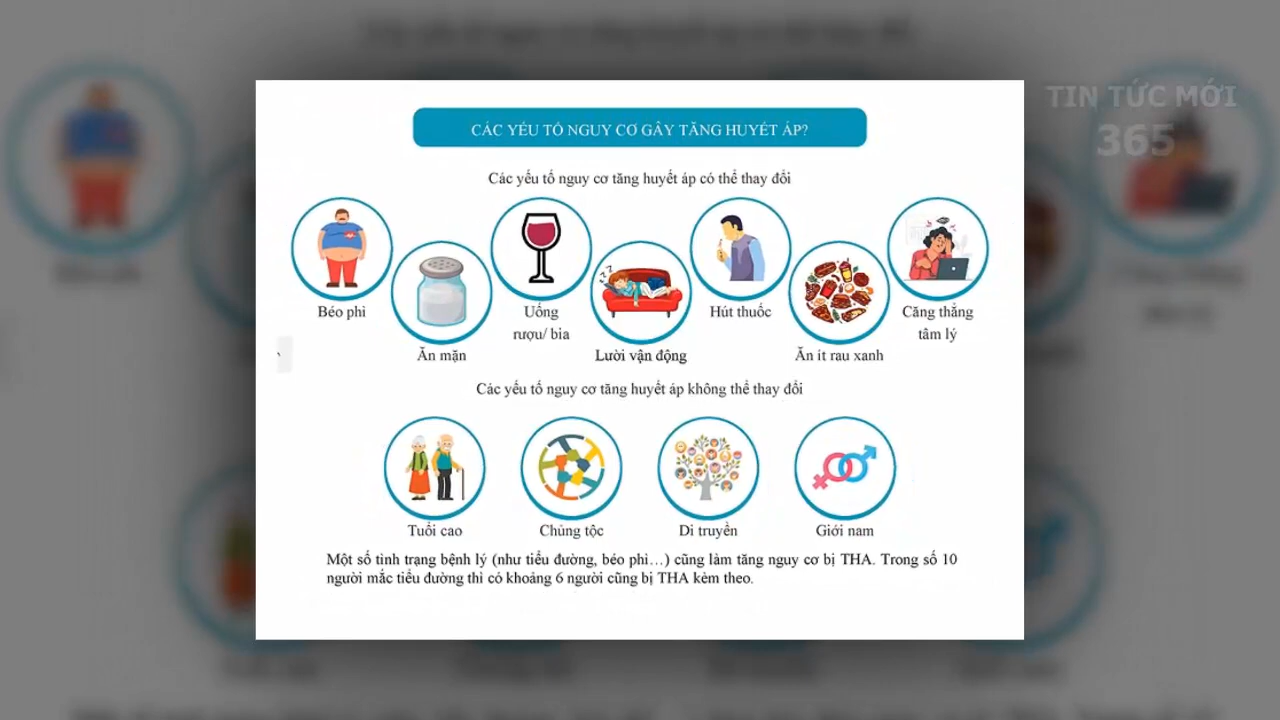 TIN TỨC MỚI
365
CÁC YẾU TỐ NGUY CƠ GÂY TĂNG HUYẾT ÁP?
Các yếu tố nguy cơ tăng huyết áp có thể thay đổi
Béo phì
Ăn mặn
Uống
rượu/ bia
Lười vận động
Hút thuốc
Ăn ít rau xanh
Căng thẳng
tâm lý
Các yếu tố nguy cơ tăng huyết áp không thể thay đổi
Tuổi cao
Chủng tộc
Di truyền
Giới nam
Một số tình trạng bệnh lý (như tiểu đường, béo phì…) cũng làm tăng nguy cơ bị THA. Trong số 10
người mắc tiểu đường thì có khoảng 6 người cũng bị THA kèm theo.